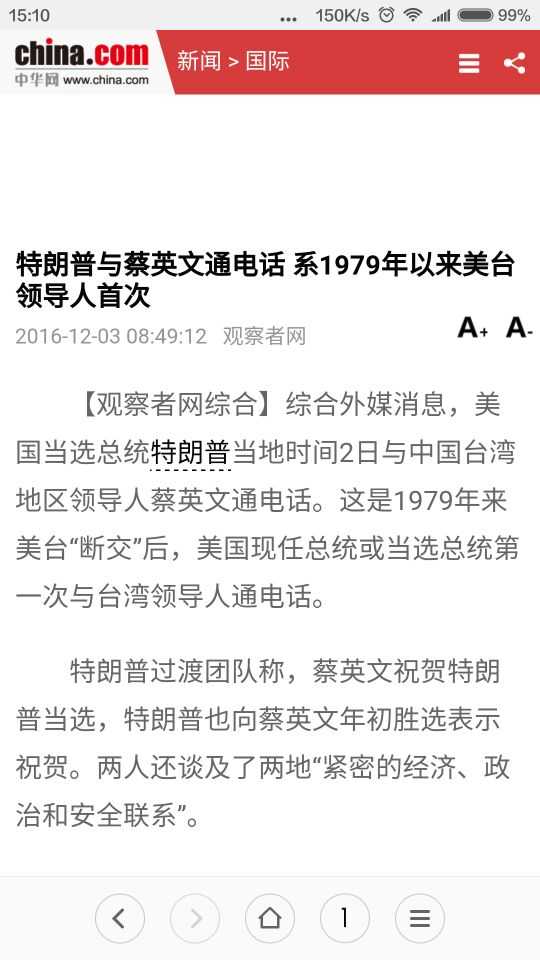 15:10
... 150K/s 99%
china.com
中华网 www.china.com
新闻 > 国际
特朗普与蔡英文通电话 系1979年以来美台
领导人首次
2016-12-03 08:49:12 观察者网
A+ A-
【观察者网综合】综合外媒消息，美
国当选总统特朗普当地时间2日与中国台湾
地区领导人蔡英文通电话。这是1979年来
美台“断交”后，美国现任总统或当选总统第
一次与台湾领导人通电话。
特朗普过渡团队称，蔡英文祝贺特朗
普当选，特朗普也向蔡英文年初胜选表示
祝贺。两人还谈及了两地“紧密的经济、政
治和安全联系”。
1